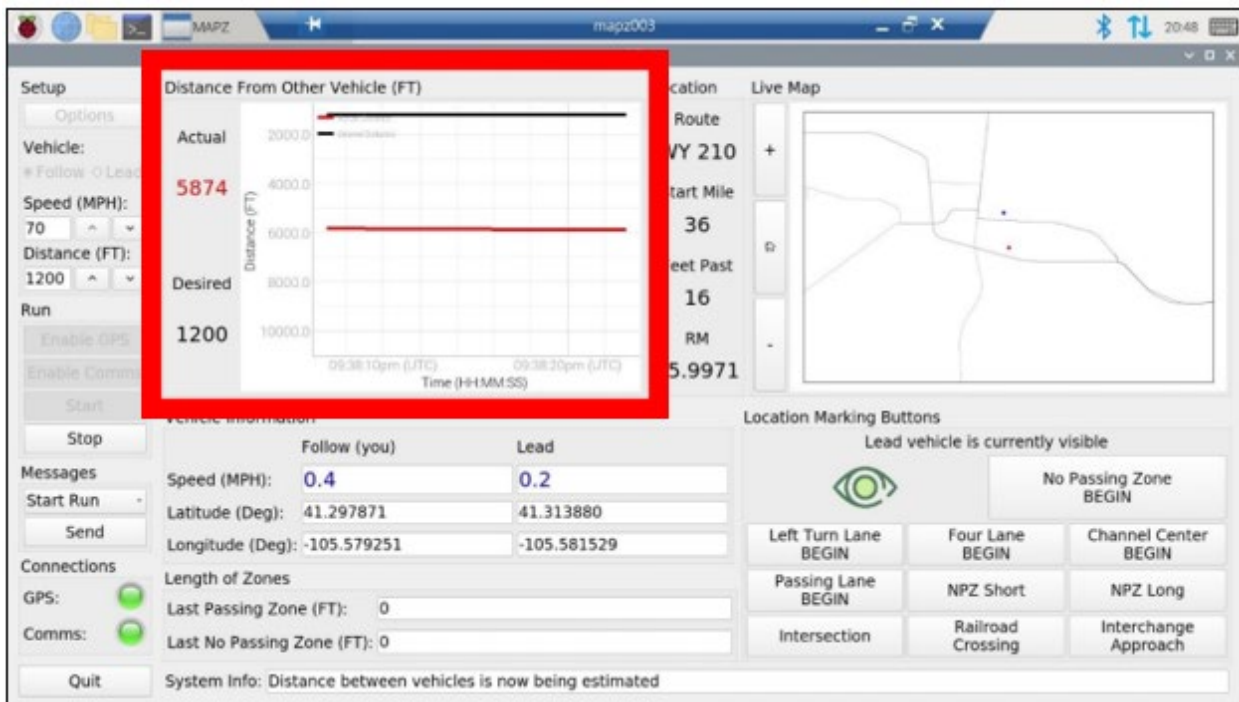 MAPZ
mapz003
20:48
Setup
Options
Vehicle:
Follow Lead
Speed (MPH):
70
Distance (FT):
1200
Run
Enable GPS
Enable Comms
Start
Stop
Messages
Start Run
Send
Connections
GPS:
Comms:
Quit
Distance From Other Vehicle (FT)
Actual
5874
Desired
1200
Distance (FT)
2000.0
4000.0
6000.0
8000.0
10000.0
09:38:10pm (UTC) 09:38:20pm (UTC)
Time (HH:MM:SS)
cation
Route
WY 210
tart Mile
36
eet Past
16
RM
5.9971
Live Map
+
-
Vehicle Information
Follow (you) Lead
Speed (MPH): 0.4 0.2
Latitude (Deg): 41.297871 41.313880
Longitude (Deg): -105.579251 -105.581529
Length of Zones
Last Passing Zone (FT): 0
Last No Passing Zone (FT): 0
System Info: Distance between vehicles is now being estimated
Location Marking Buttons
Lead vehicle is currently visible
No Passing Zone
BEGIN
Left Turn Lane
BEGIN
Four Lane
BEGIN
Channel Center
BEGIN
Passing Lane
BEGIN
NPZ Short
NPZ Long
Intersection
Railroad
Crossing
Interchange
Approach